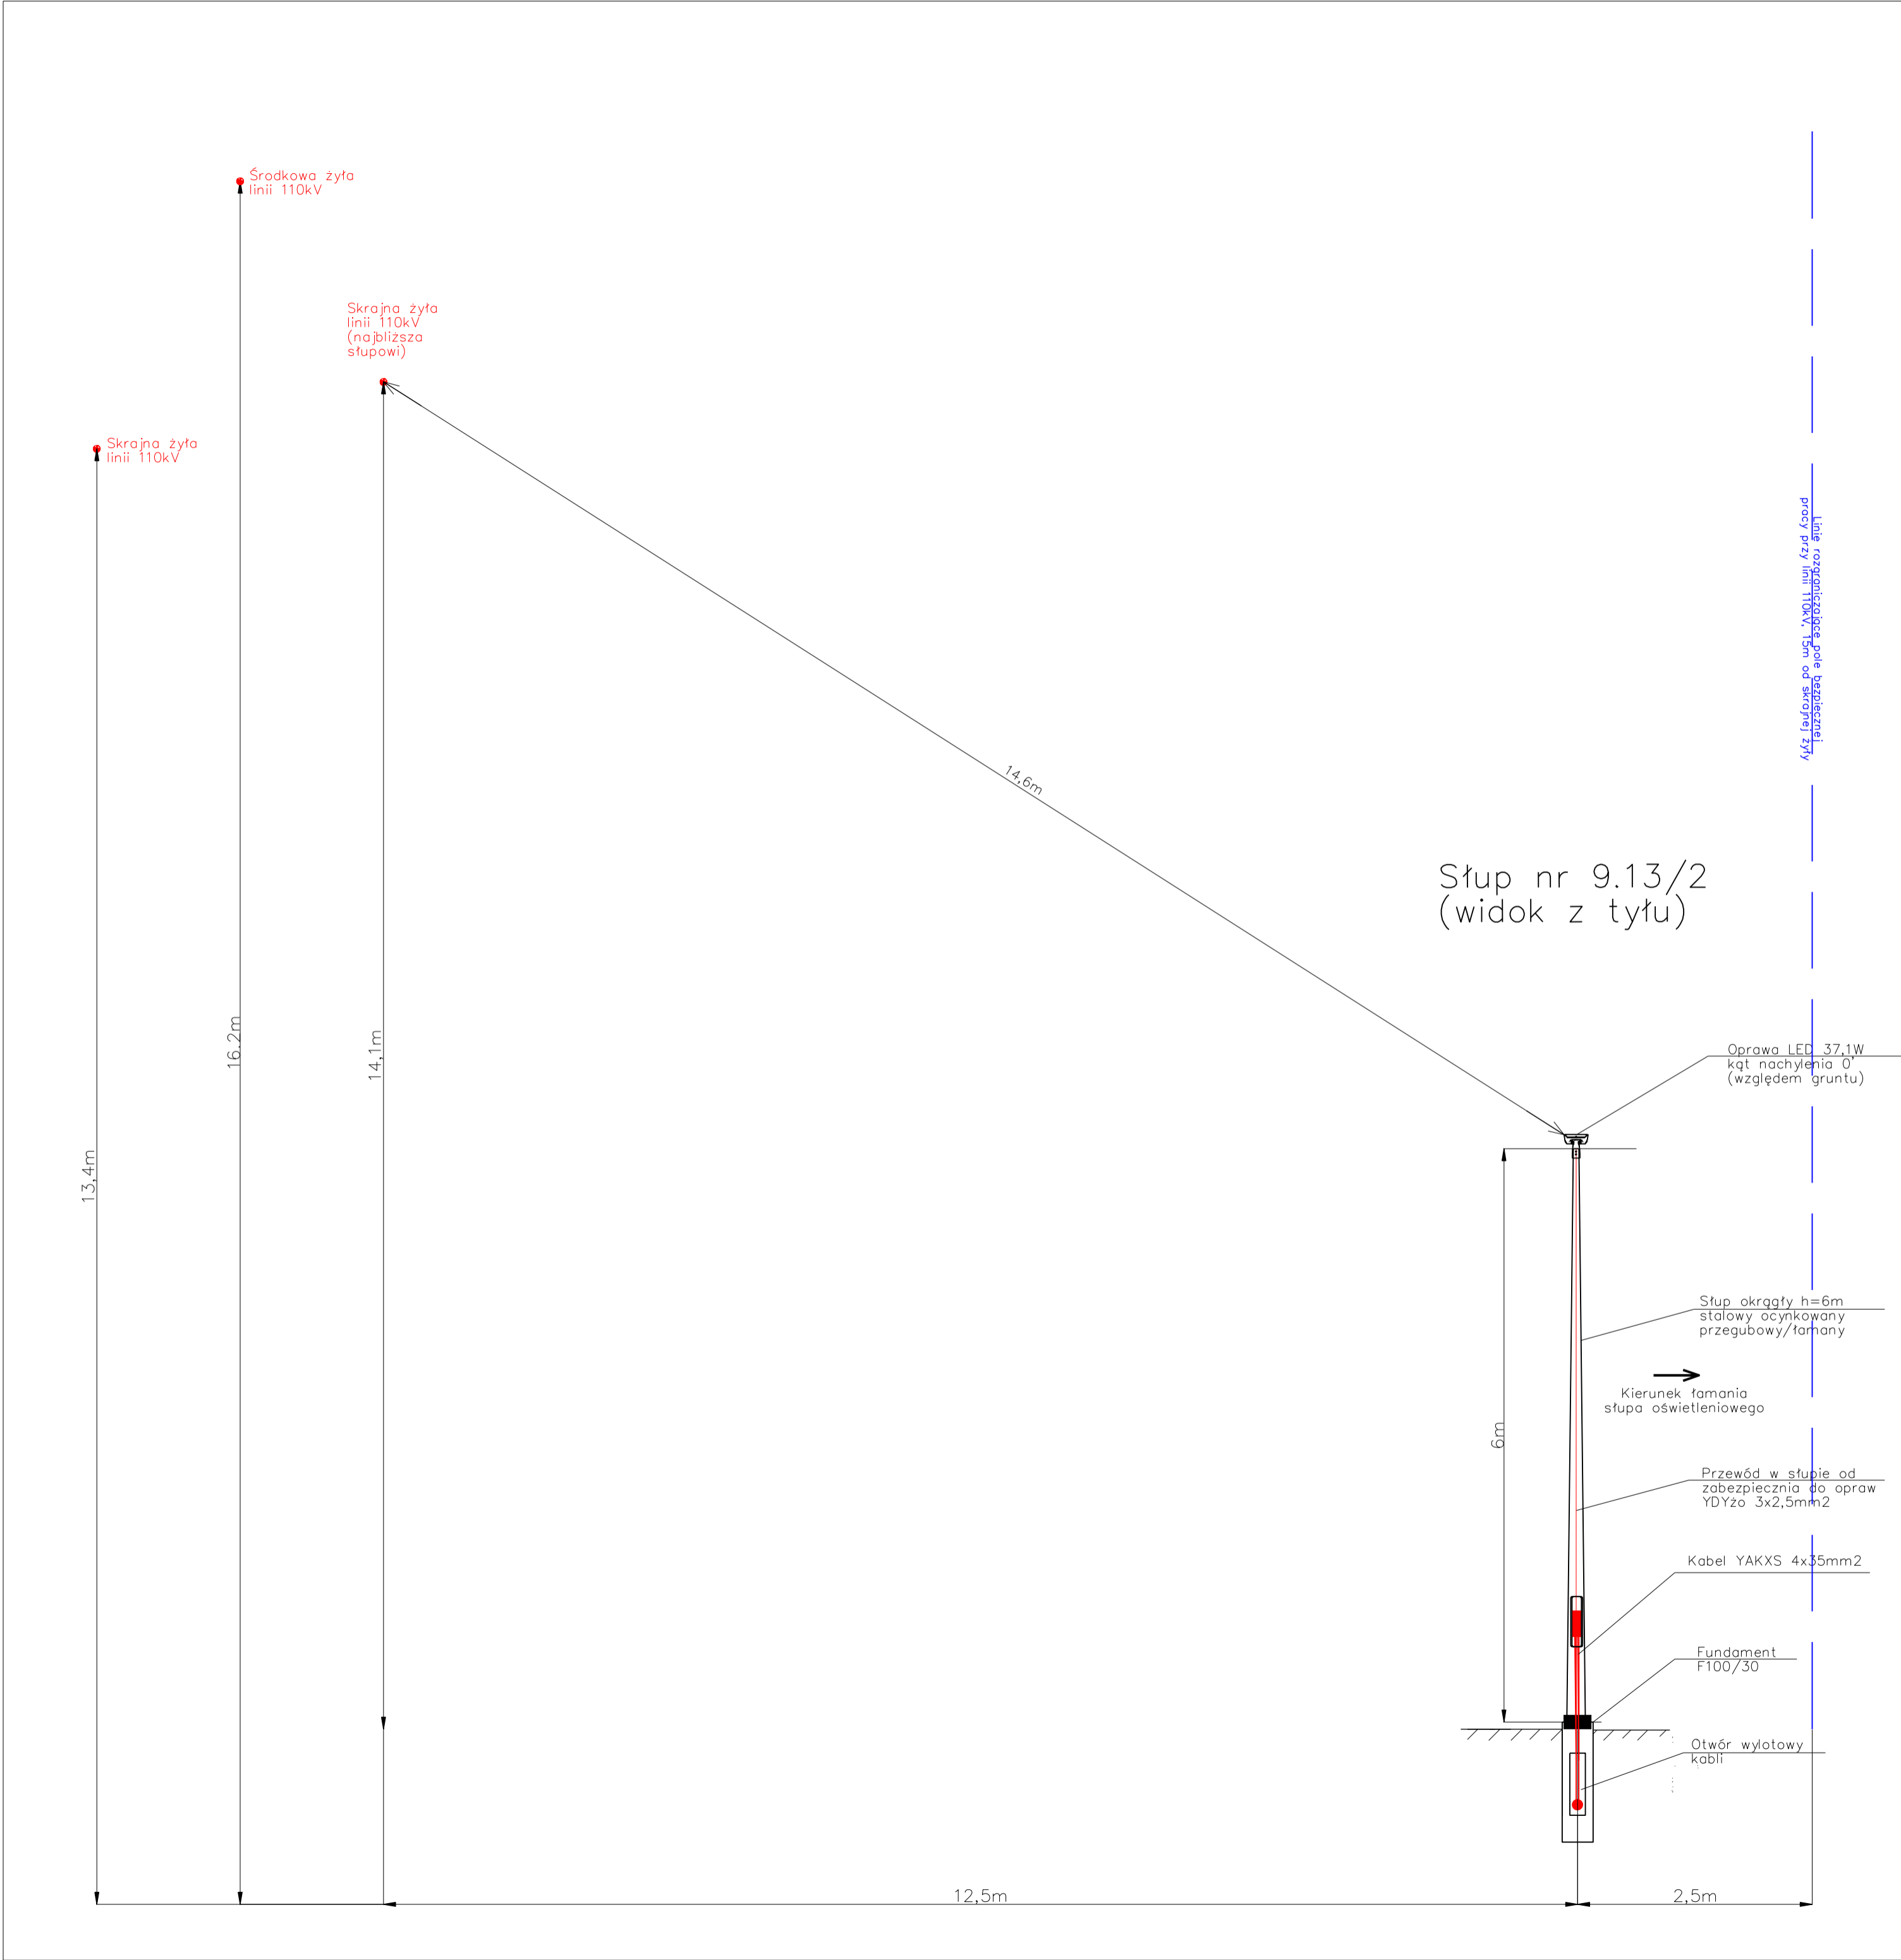 Środkowa żyła
linii 110kV
Skrajna żyła
linii 110kV
(najbliższa
słupowi)
Skrajna żyła
linii 110kV
Linie rozgraniczające pole bezpiecznej
pracy przy linii 110kV, 15m od skrajnej żyły
14,6m
Słup nr 9.13/2
(widok z tyłu)
16.2m
14,1m
13,4m
Oprawa LED 37,1W
kąt nachylenia 0°
(względem gruntu)
Słup okrągły h=6m
stalowy ocynkowany
przegubowy/łamany
Kierunek łamania
słupa oświetleniowego
6m
Przewód w słupie od
zabezpiecznia do opraw
YDYżo 3x2,5mm2
Kabel YAKXS 4x35mm2
Fundament
F100/30
Otwór wylotowy
kabli
12,5m
2,5m